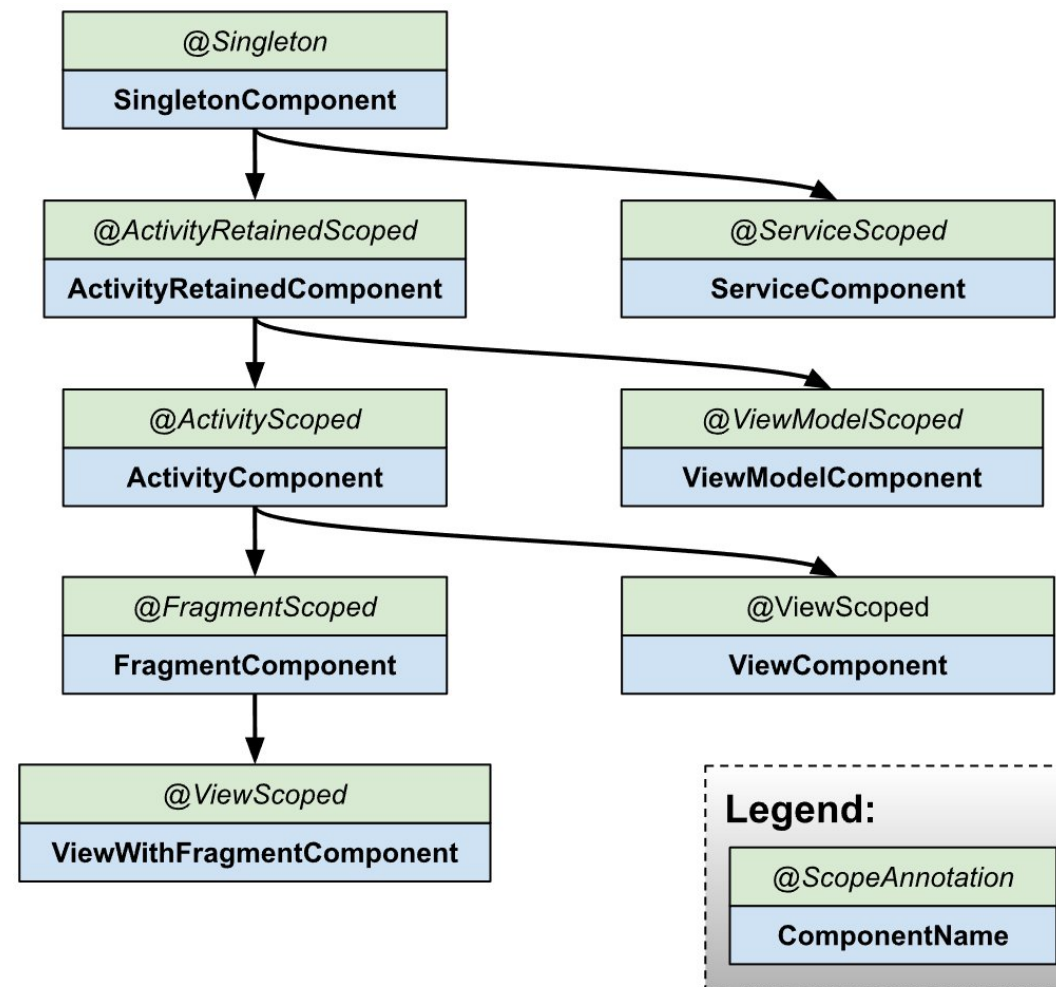 @Singleton
SingletonComponent
@ActivityRetainedScoped
ActivityRetainedComponent
@ServiceScoped
ServiceComponent
@ActivityScoped
ActivityComponent
@ViewModelScoped
ViewModelComponent
@FragmentScoped
FragmentComponent
@ViewScoped
ViewComponent
@ViewScoped
ViewWithFragmentComponent
Legend:
@ScopeAnnotation
ComponentName